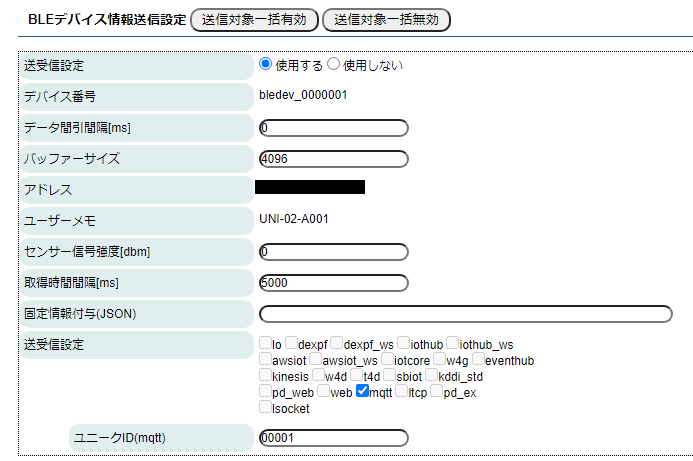 BLEデバイス情報送信設定 送信対象一括有効 送信対象一括無効
送受信設定 使用する 使用しない
デバイス番号 bledev_0000001
データ間引間隔[ms] 0
バッファーサイズ 4096
アドレス
ユーザーメモ UNI-02-A001
センサー信号強度[dbm] 0
取得時間間隔[ms] 5000
固定情報付与(JSON)
送受信設定 lo dexpf dexpf_ws iothub iothub_ws
awsiot awsiot_ws iotcore w4g eventhub
kinesis w4d t4d sbiot kddi_std
pd_web web mqtt ltcp pd_ex
lsocket
ユニークID(mqtt) 00001